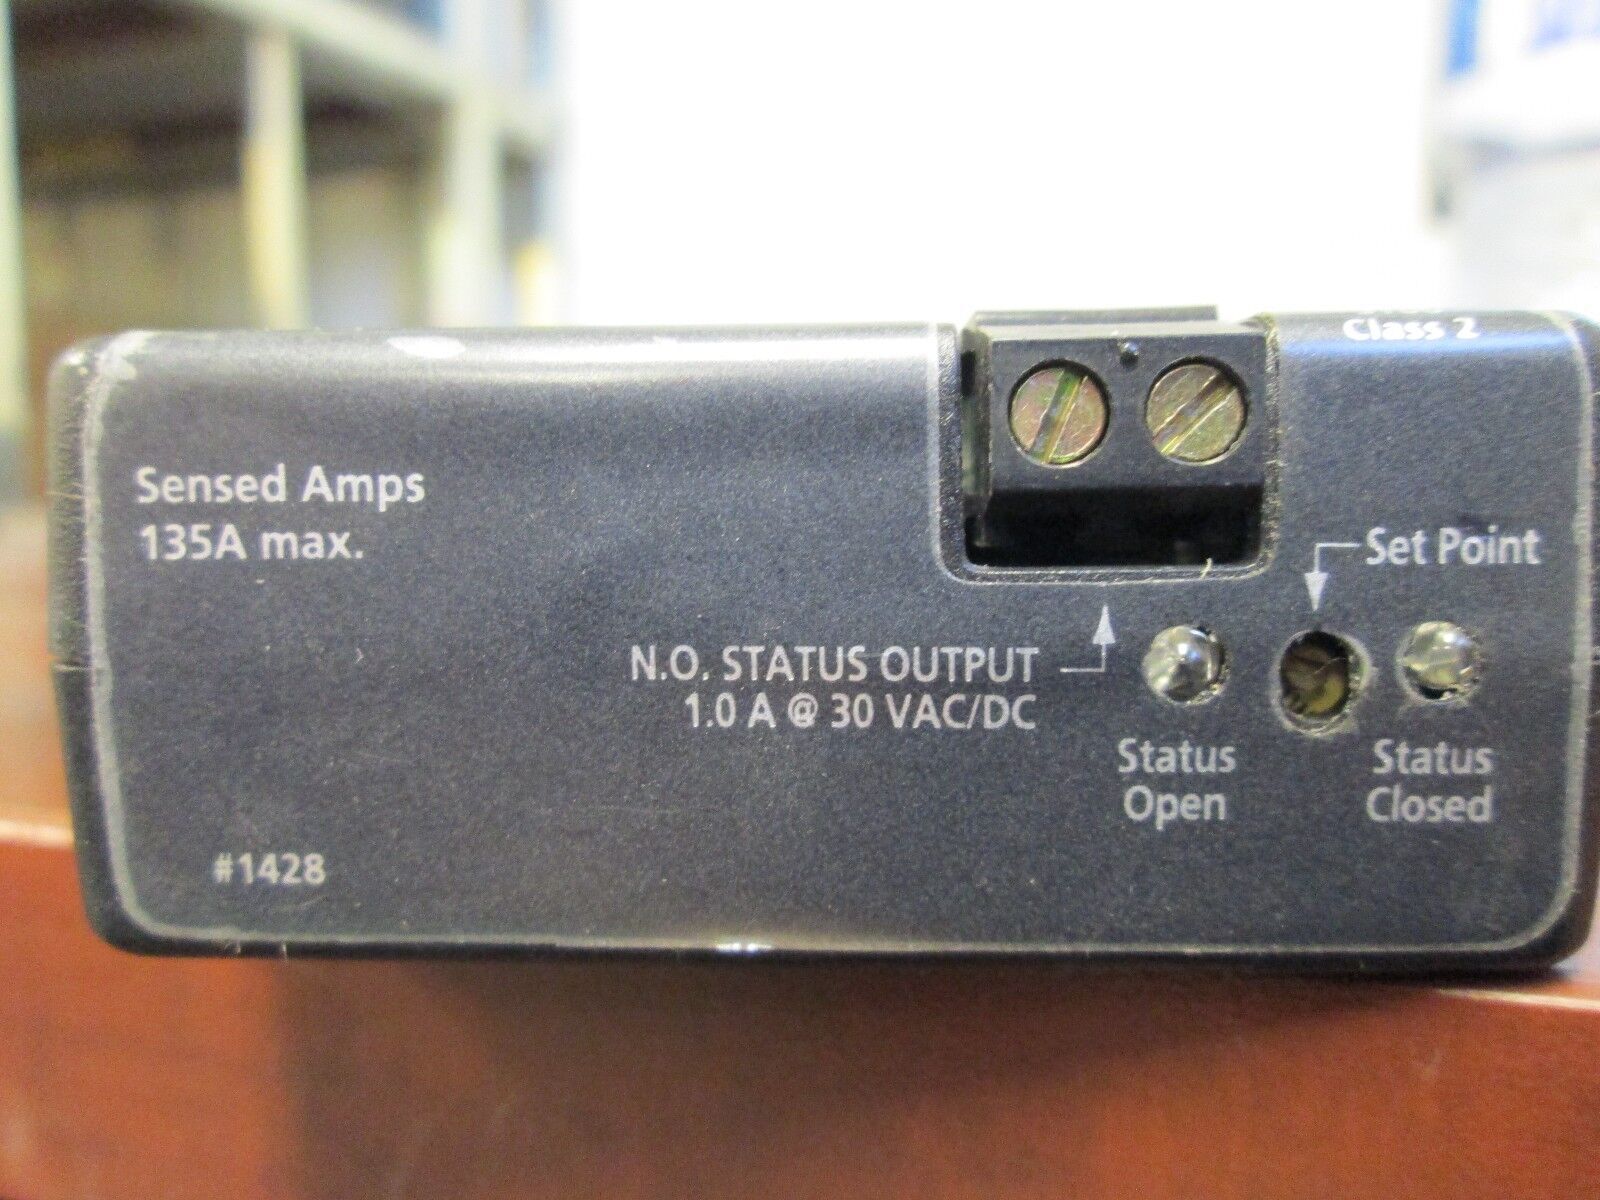 Class 2
Sensed Amps
135A max.
Set Point
N.O. STATUS OUTPUT
1.0 A @ 30 VAC/DC
Status
Open
Status
Closed
#1428